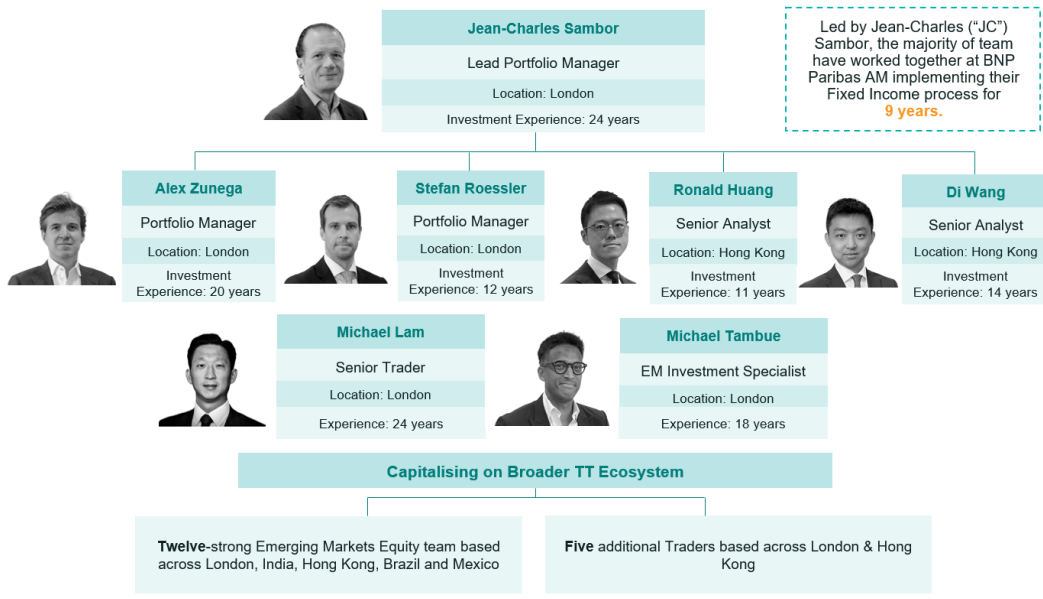 Jean-Charles Sambor
Lead Portfolio Manager
Location: London
Investment Experience: 24 years
Led by Jean-Charles (“JC”)
Sambor, the majority of team
have worked together at BNP
Paribas AM implementing their
Fixed Income process for
9 years.
Alex Zunega
Portfolio Manager
Location: London
Investment
Experience: 20 years
Stefan Roessler
Portfolio Manager
Location: London
Investment
Experience: 12 years
Ronald Huang
Senior Analyst
Location: Hong Kong
Investment
Experience: 11 years
Di Wang
Senior Analyst
Location: Hong Kong
Investment
Experience: 14 years
Michael Lam
Senior Trader
Location: London
Experience: 24 years
Michael Tambue
EM Investment Specialist
Location: London
Experience: 18 years
Capitalising on Broader TT Ecosystem
Twelve-strong Emerging Markets Equity team based
across London, India, Hong Kong, Brazil and Mexico
Five additional Traders based across London & Hong
Kong